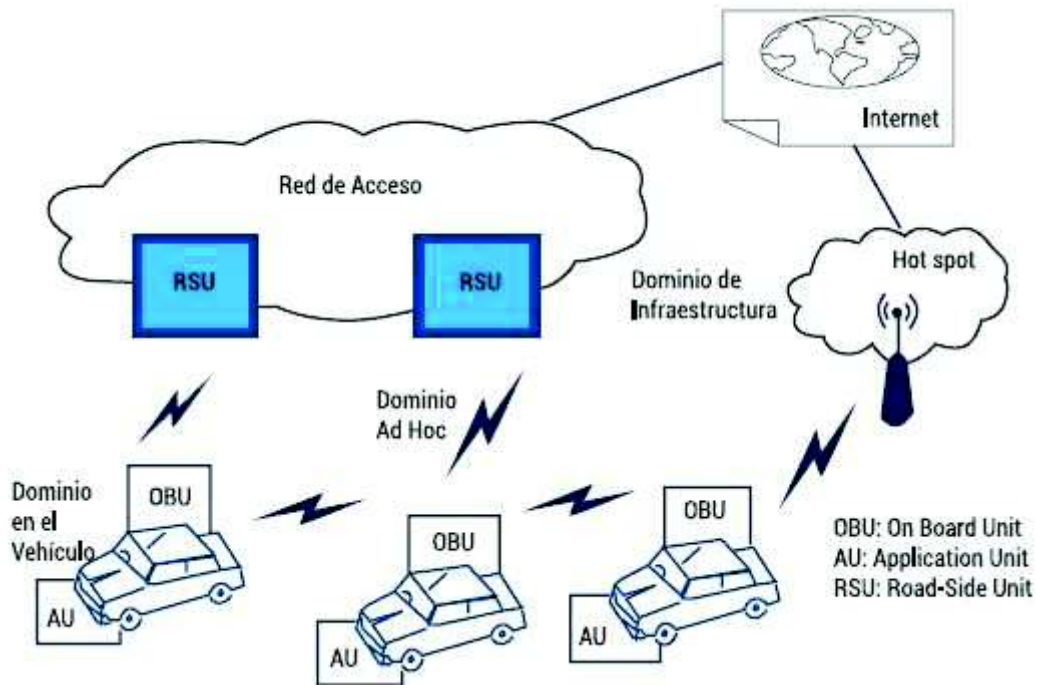 Internet
Red de Acceso
RSU
RSU
Hot spot
Dominio de
Infraestructura
Dominio
Ad Hoc
Dominio
en el
Vehículo
OBU
OBU
OBU
AU
AU
AU
OBU: On Board Unit
AU: Application Unit
RSU: Road-Side Unit